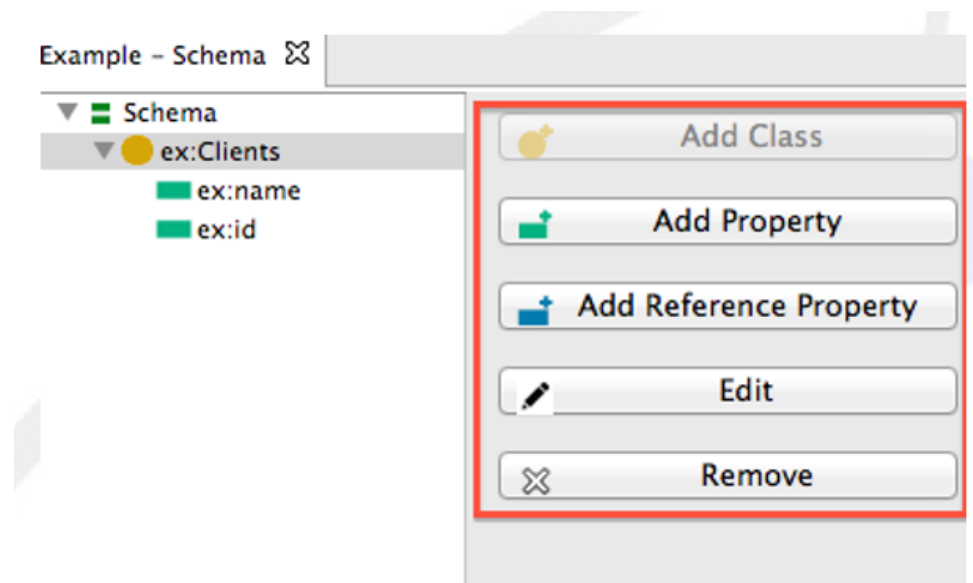 Example - Schema
Schema
ex:Clients
ex:name
ex:id
Add Class
Add Property
Add Reference Property
Edit
Remove